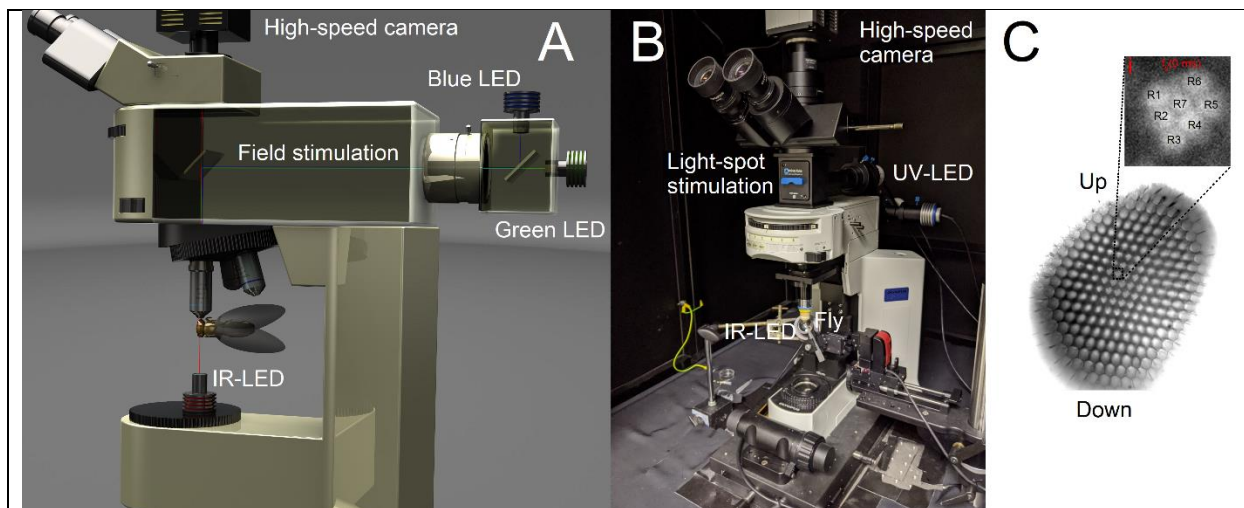 High-speed camera
A
Blue LED
Field stimulation
Green LED
IR-LED
B
High-speed
camera
Light-spot
stimulation
UV-LED
IR-LED
Fly
C
R6
R1
R7
R5
R2
R4
R3
Up
Down